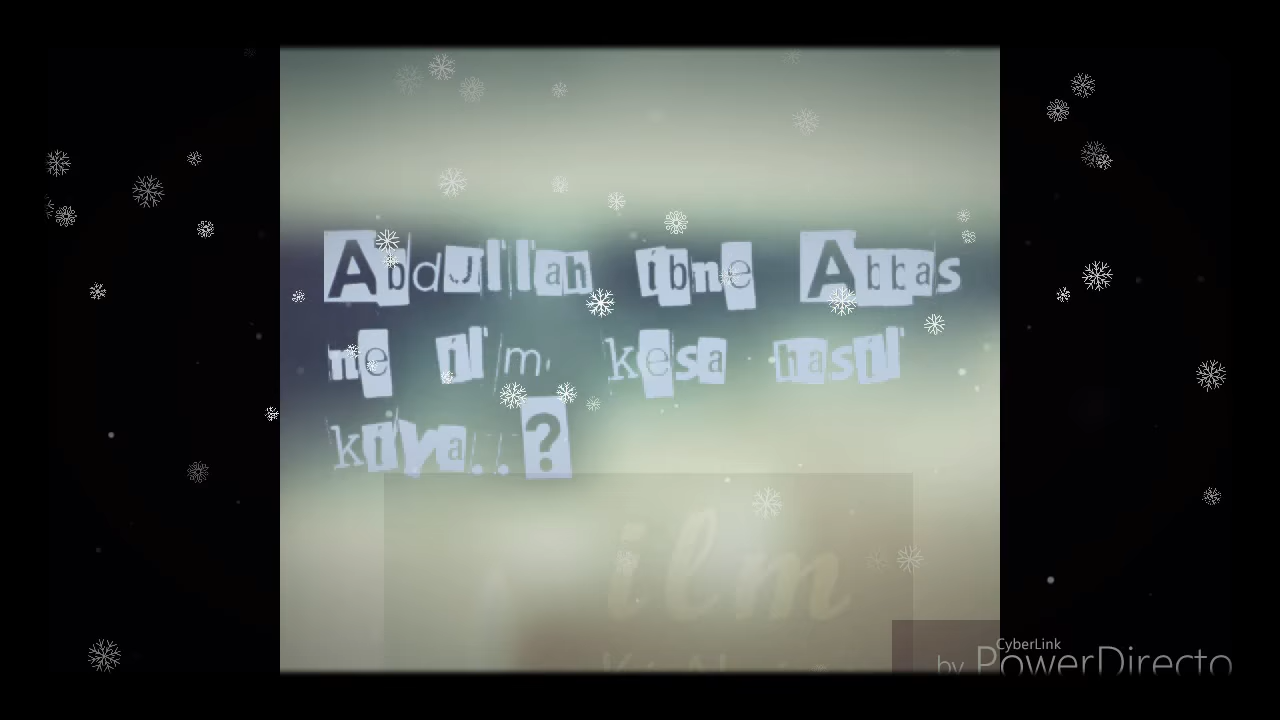 Abdullah ibne Abbas
ne ilm kesa hasil
kiya..?
ilm
CyberLink
by PowerDirecto